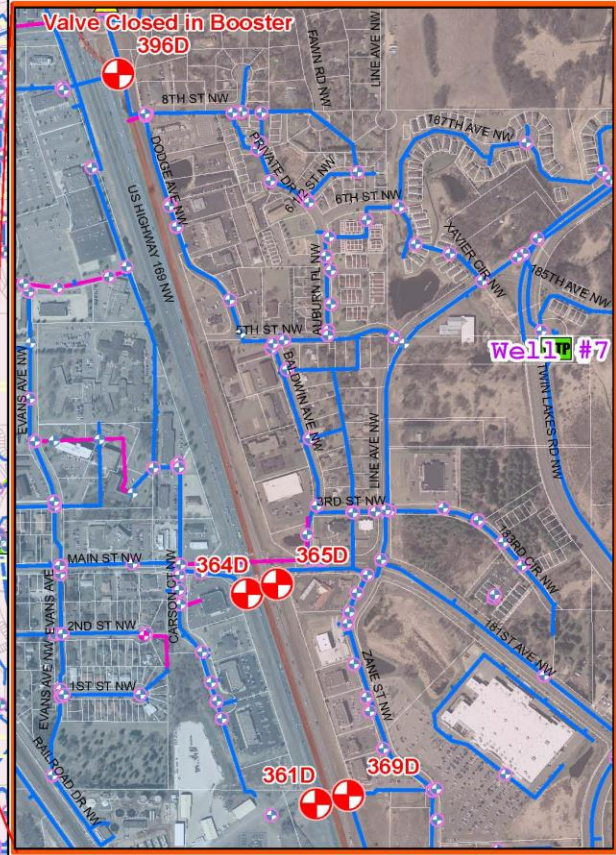 Valve Closed in Booster
396D
8TH ST NW
FAWN RD NW
LINE AVE NW
187TH AVE NW
DODGE AVE NW
PRIVATE DR
6-1/2 ST NW
6TH ST NW
US HIGHWAY 169 NW
XAVIER CIR NW
185TH AVE NW
AUBURN PL NW
5TH ST NW
Well #7
TP
EVANS AVE NW
BALDWIN AVE NW
LINE AVE NW
TWIN LAKES RD NW
3RD ST NW
MAIN ST NW
364D
365D
183RD CIR NW
CARSON CT NW
EVANS AVE
2ND ST NW
181ST AVE NW
EVANS AVE NW
1ST ST NW
ZANE ST NW
RAILROAD DR NW
361D
369D